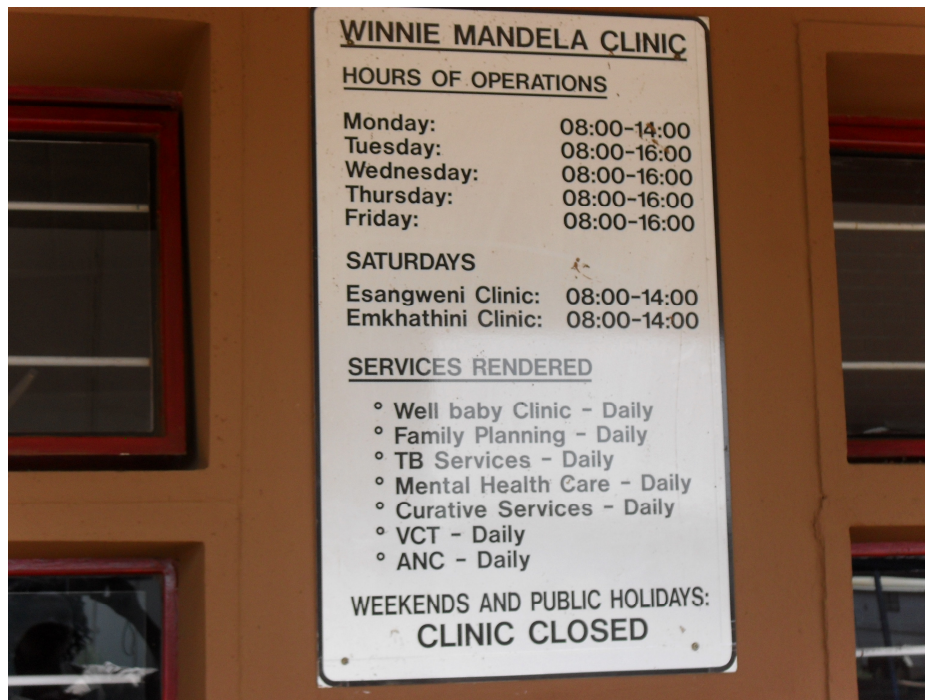 WINNIE MANDELA CLINIC
HOURS OF OPERATIONS
Monday: 08:00-14:00
Tuesday: 08:00-16:00
Wednesday: 08:00-16:00
Thursday: 08:00-16:00
Friday: 08:00-16:00
SATURDAYS
Esangweni Clinic: 08:00-14:00
Emkhathini Clinic: 08:00-14:00
SERVICES RENDERED
° Well baby Clinic - Daily
° Family Planning - Daily
° TB Services - Daily
° Mental Health Care - Daily
° Curative Services - Daily
° VCT - Daily
° ANC - Daily
WEEKENDS AND PUBLIC HOLIDAYS:
CLINIC CLOSED